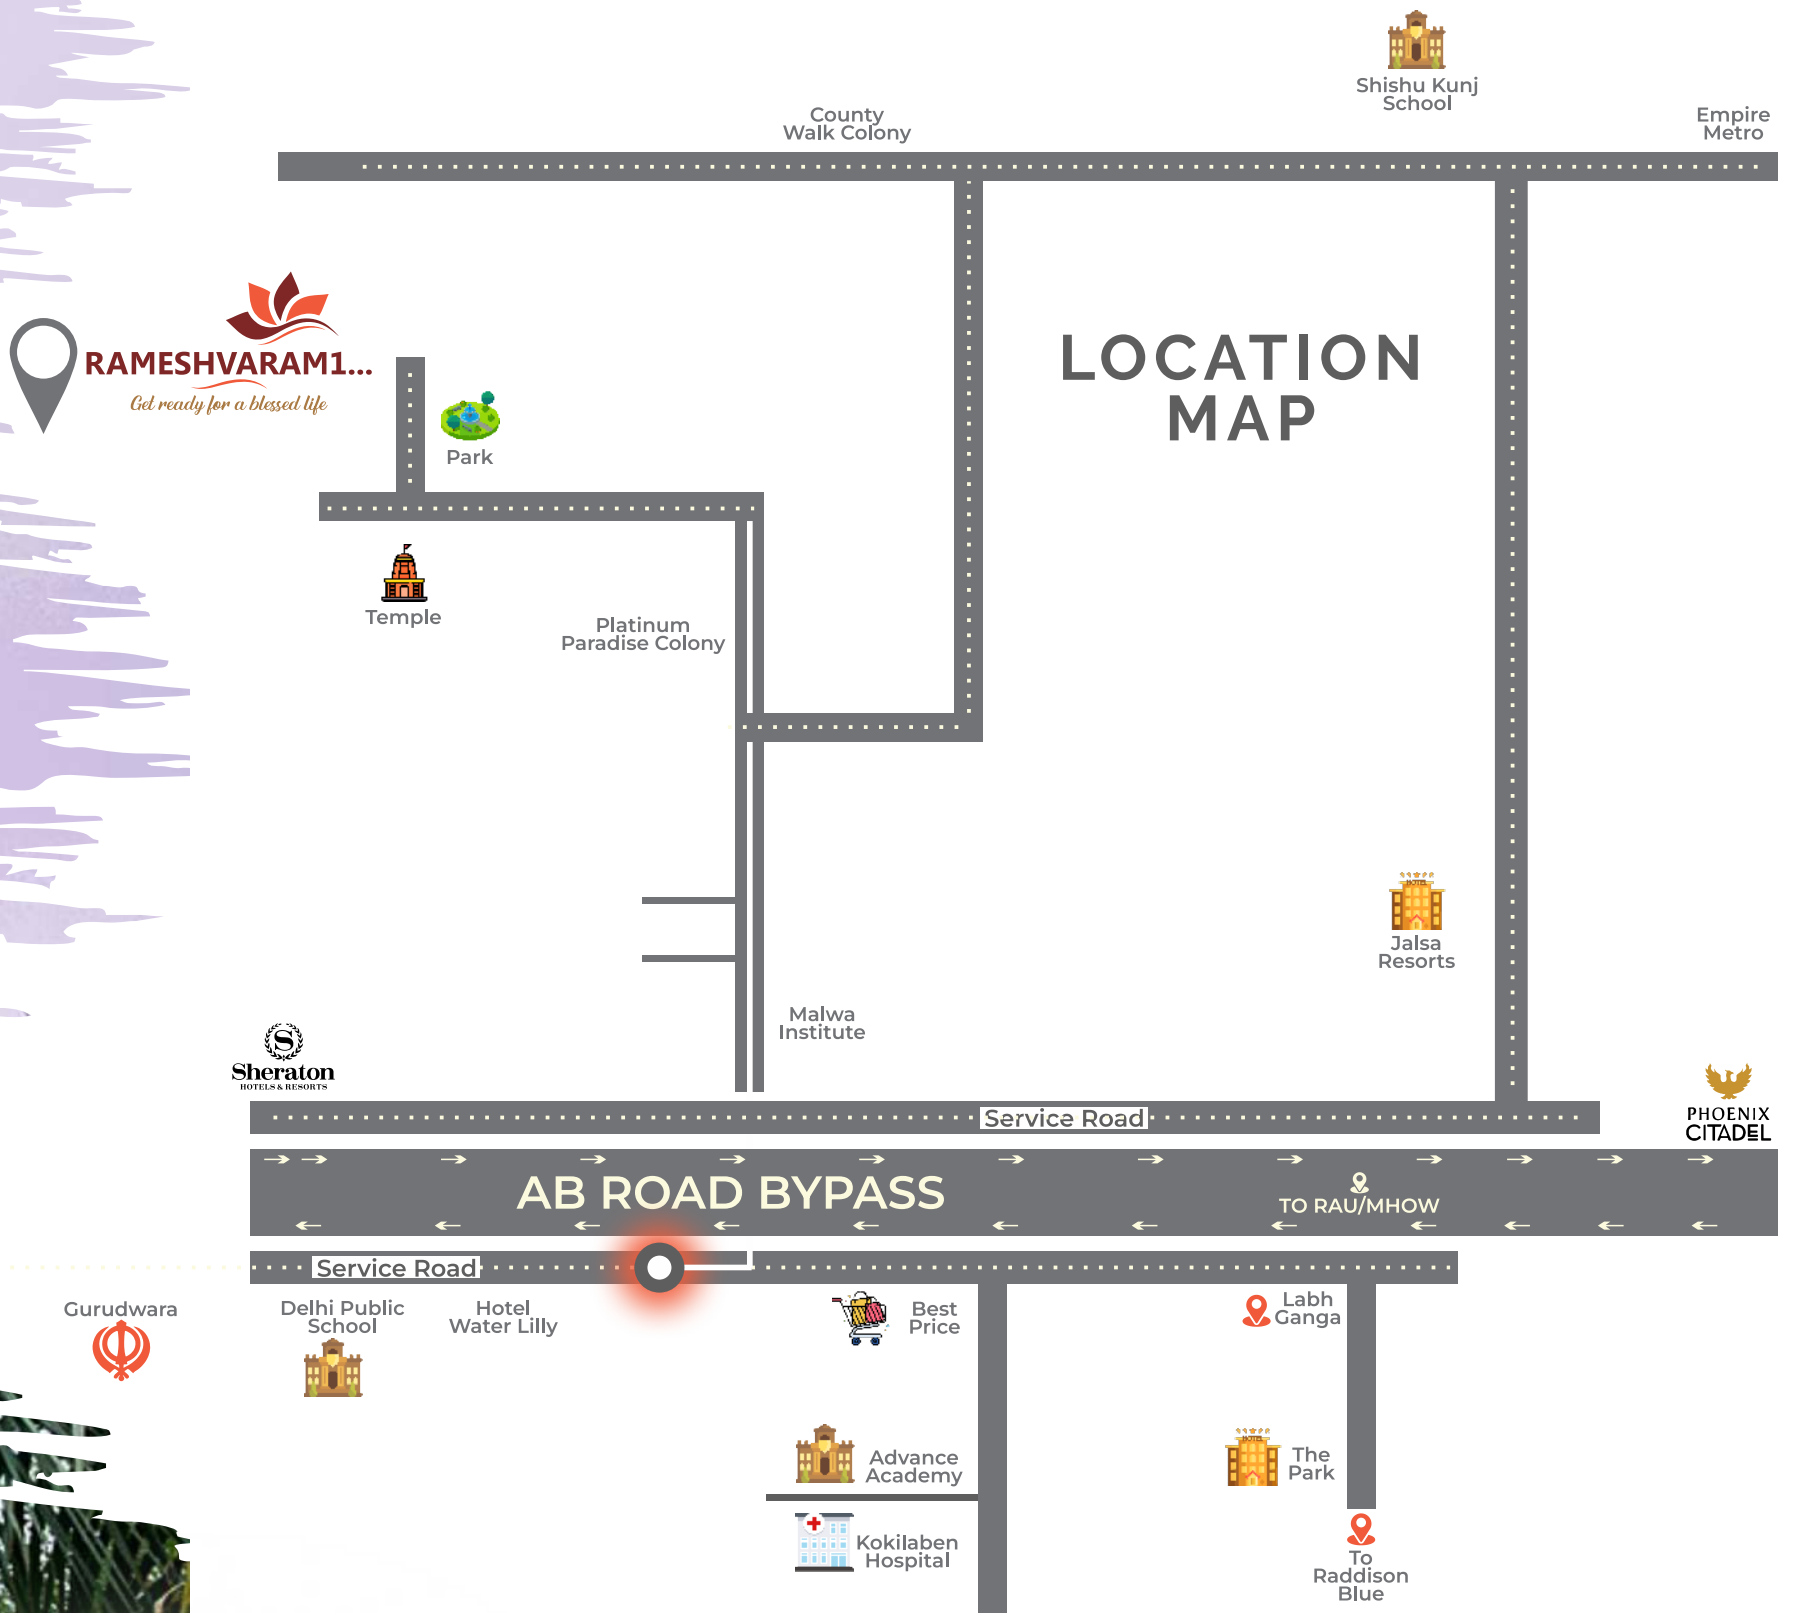 Shishu Kunj
School
County
Walk Colony
Empire
Metro
RAMESHVARAM1...
Get ready for a blessed life
LOCATION
MAP
Park
Temple
Platinum
Paradise Colony
HOTEL
Jalsa
Resorts
Malwa
Institute
S
Sheraton
HOTELS & RESORTS
PHOENIX
CITADEL
Service Road
AB ROAD BYPASS
TO RAU/MHOW
Service Road
Gurudwara
Delhi Public
School
Hotel
Water Lilly
Best
Price
Labh
Ganga
Advance
Academy
HOTEL
The
Park
Kokilaben
Hospital
To
Raddison
Blue